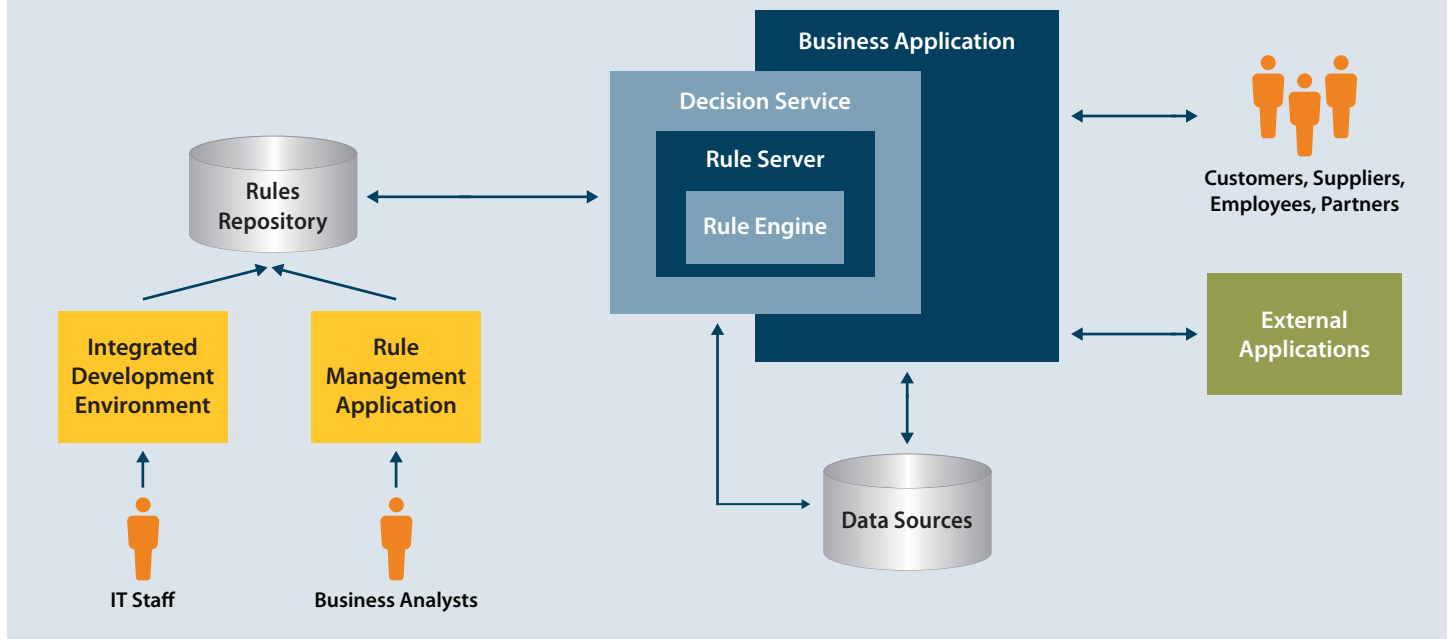 Business Application
Decision Service
Rule Server
Rule Engine
Rules
Repository
Customers, Suppliers,
Employees, Partners
Integrated
Development
Environment
Rule
Management
Application
External
Applications
Data Sources
IT Staff
Business Analysts